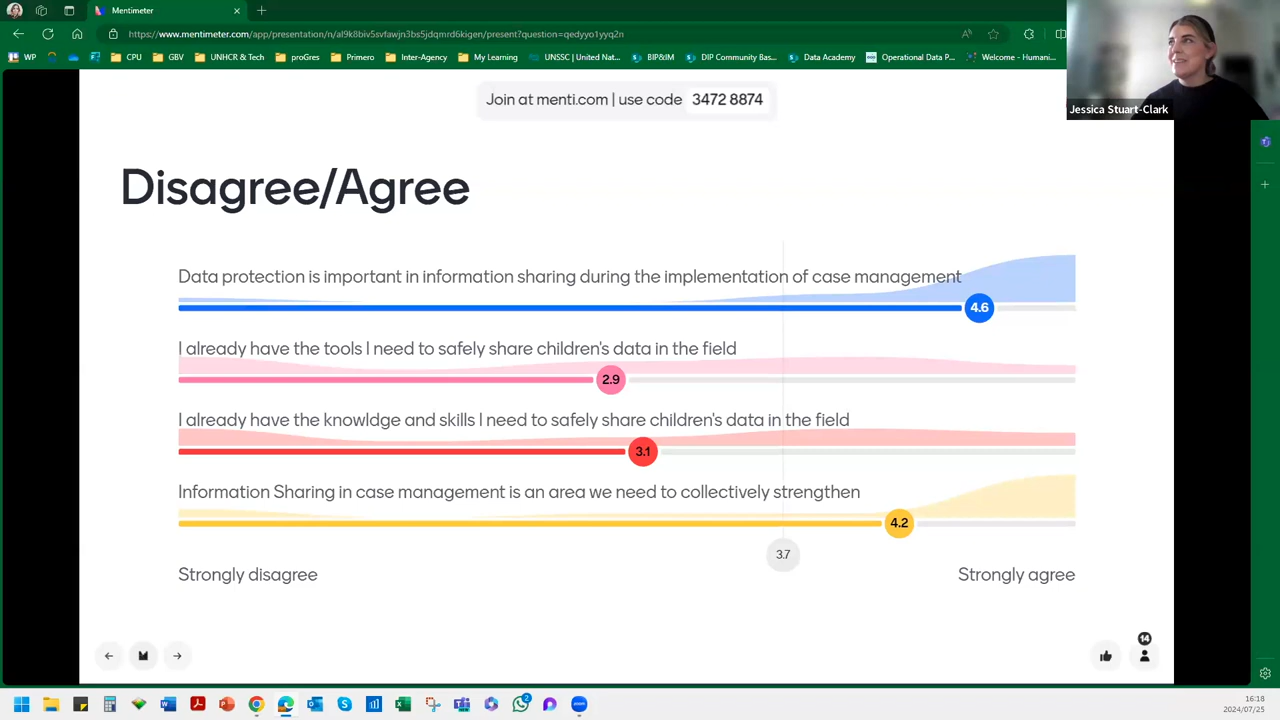 Mentimeter
https://www.mentimeter.com/app/presentation/n/al9k8biv5svfawjn3bs5jdqmrd6kigen/present?question=qedyyo1yyq2n
WP CPU GBV UNHCR & Tech proGres Primero Inter-Agency My Learning UNSSC | United Nat... BIP&IM DIP Community Bas... Data Academy Operational Data P... Welcome - Humani...
Jessica Stuart-Clark
Join at menti.com | use code 3472 8874
Disagree/Agree
Data protection is important in information sharing during the implementation of case management
4.6
I already have the tools I need to safely share children's data in the field
2.9
I already have the knowldge and skills I need to safely share children's data in the field
3.1
Information Sharing in case management is an area we need to collectively strengthen
4.2
3.7
Strongly disagree Strongly agree
14
2
16:18
2024/07/25